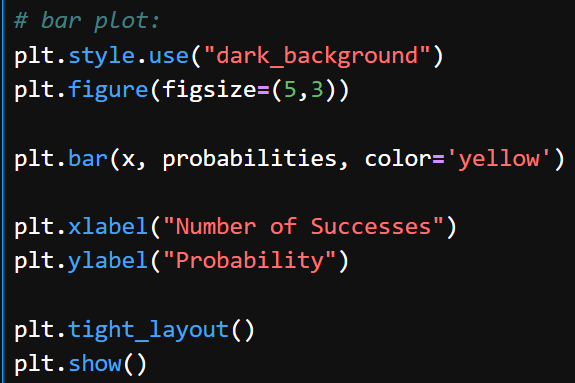 # bar plot:
plt.style.use("dark_background")
plt.figure(figsize=(5,3))
plt.bar(x, probabilities, color='yellow')
plt.xlabel("Number of Successes")
plt.ylabel("Probability")
plt.tight_layout()
plt.show()